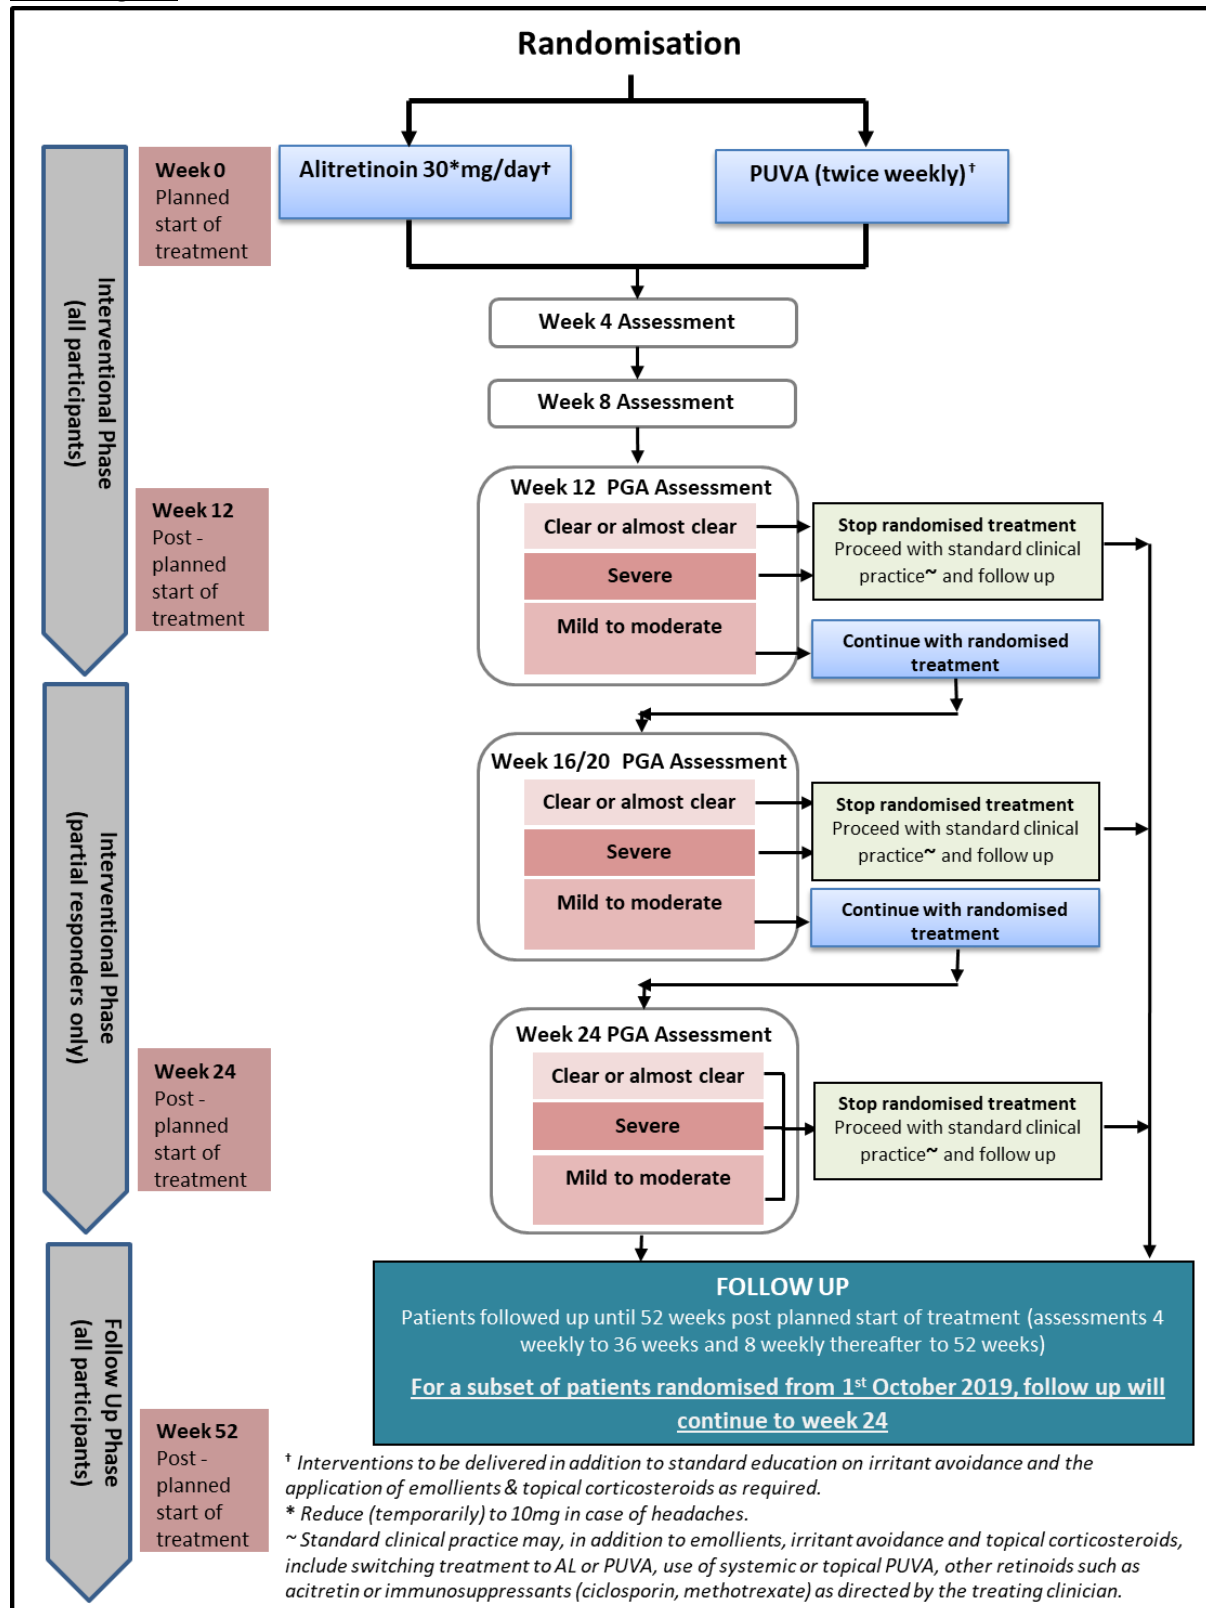 Randomisation
Week 0
Planned
start of
treatment
Alitretinoin 30*mg/day†
PUVA (twice weekly)†
Interventional Phase
(all participants)
Week 4 Assessment
Week 8 Assessment
Week 12 PGA Assessment
Clear or almost clear
Severe
Mild to moderate
Stop randomised treatment
Proceed with standard clinical
practice~ and follow up
Continue with randomised
treatment
Week 12
Post -
planned
start of
treatment
Interventional Phase
(partial responders only)
Week 16/20 PGA Assessment
Clear or almost clear
Severe
Mild to moderate
Stop randomised treatment
Proceed with standard clinical
practice~ and follow up
Continue with randomised
treatment
Week 24
Post -
planned
start of
treatment
Week 24 PGA Assessment
Clear or almost clear
Severe
Mild to moderate
Stop randomised treatment
Proceed with standard clinical
practice~ and follow up
Follow Up Phase
(all participants)
FOLLOW UP
Patients followed up until 52 weeks post planned start of treatment (assessments 4
weekly to 36 weeks and 8 weekly thereafter to 52 weeks)
For a subset of patients randomised from 1st October 2019, follow up will
continue to week 24
Week 52
Post -
planned
start of
treatment
† Interventions to be delivered in addition to standard education on irritant avoidance and the
application of emollients & topical corticosteroids as required.
* Reduce (temporarily) to 10mg in case of headaches.
~ Standard clinical practice may, in addition to emollients, irritant avoidance and topical corticosteroids,
include switching treatment to AL or PUVA, use of systemic or topical PUVA, other retinoids such as
acitretin or immunosuppressants (ciclosporin, methotrexate) as directed by the treating clinician.